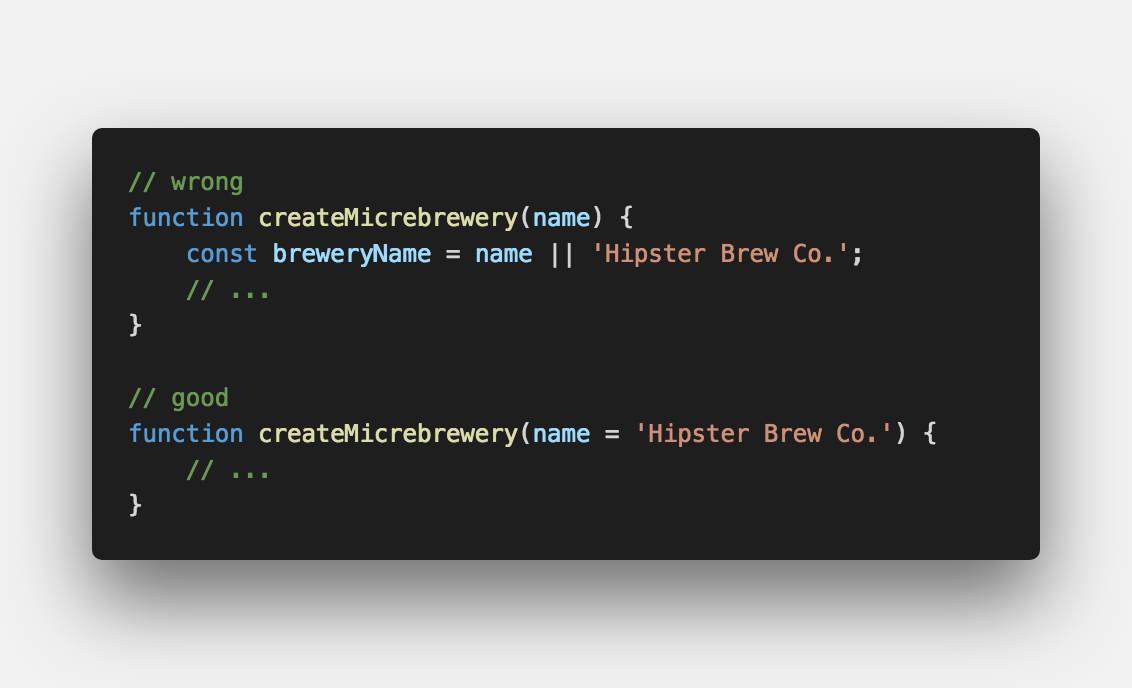 // wrong
function createMicrebrewery(name) {
    const breweryName = name || 'Hipster Brew Co.';
    // ...
}

// good
function createMicrebrewery(name = 'Hipster Brew Co.') {
    // ...
}